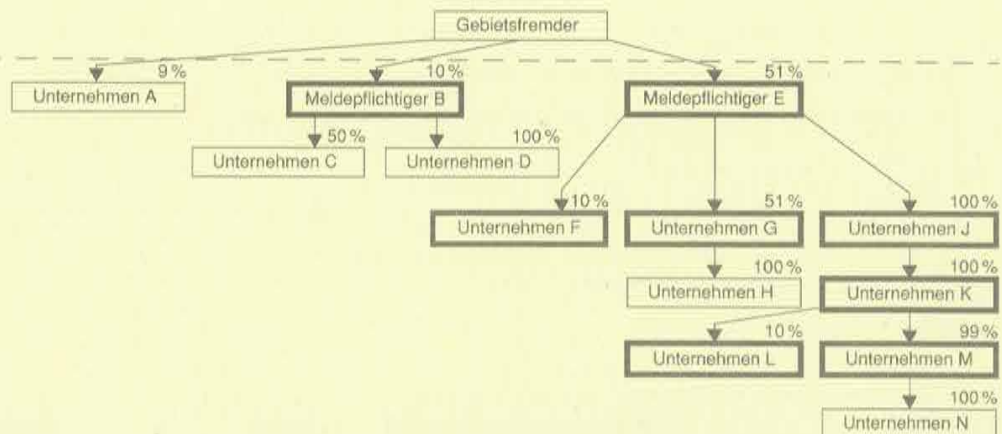 Gebietsfremder
9 % 10 % 51 %
Unternehmen A Meldepflichtiger B Meldepflichtiger E
50 % 100 %
Unternehmen C Unternehmen D
10 % 51 % 100 %
Unternehmen F Unternehmen G Unternehmen J
100 % 100 %
Unternehmen H Unternehmen K
10 % 99 %
Unternehmen L Unternehmen M
100 %
Unternehmen N